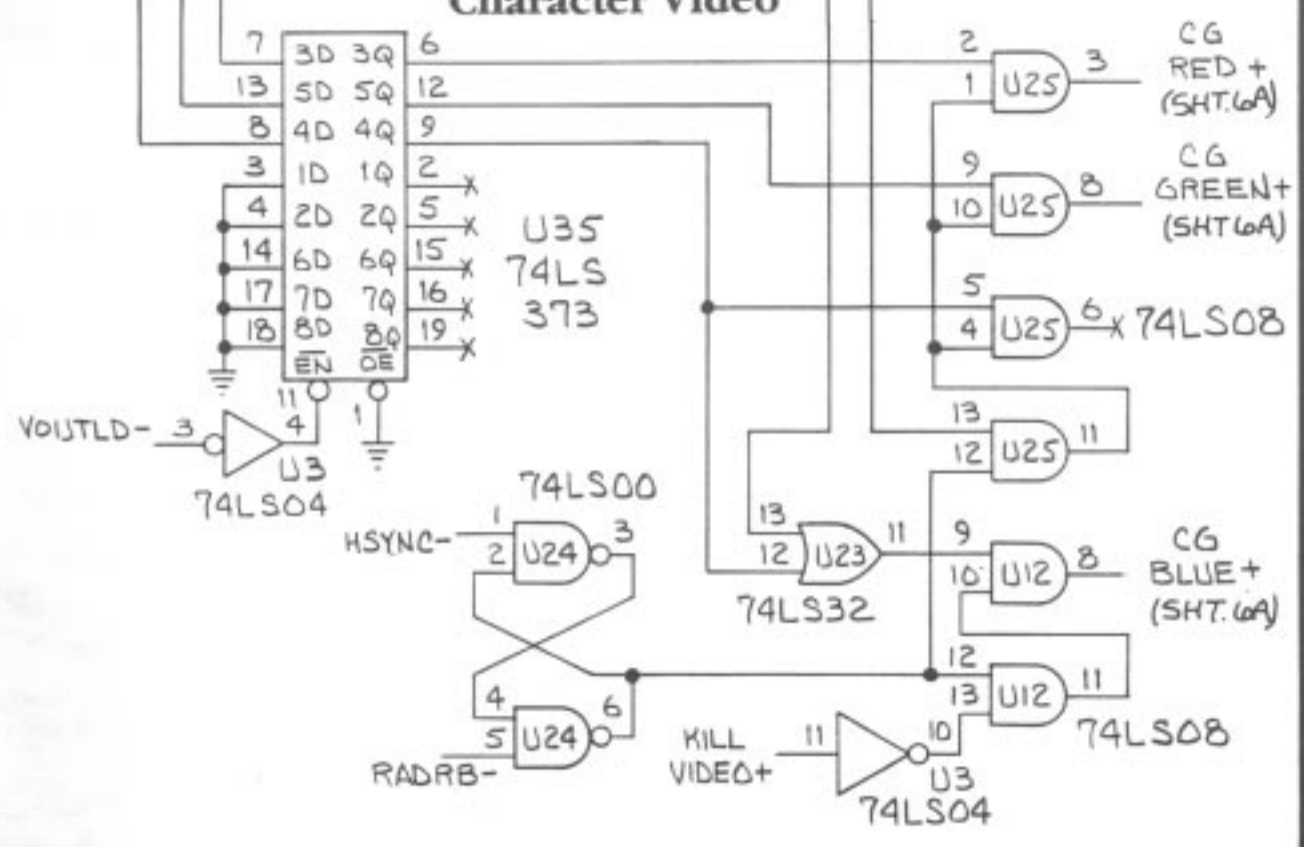 Character Video
7 3D 3Q 6
13 5D 5Q 12
8 4D 4Q 9
3 1D 1Q 2 X
4 2D 2Q 5 X
14 6D 6Q 15 X
17 7D 7Q 16 X
18 8D 8Q 19 X
EN OE
11
1
U35
74LS
373
VOUTLD- 3
4
U3
74LS04
2
1
U25
3
CG
RED +
(SHT.6A)
9
10
U25
8
CG
GREEN+
(SHT 6A)
5
4
U25
6 X 74LS08
13
12
U25
11
74LS00
HSYNC- 1
2
U24
3
4
5
U24
6
RADRB-
13
12
U23
11
74LS32
9
10
U12
8
CG
BLUE+
(SHT.6A)
12
13
U12
11
74LS08
KILL
VIDEO+
11
10
U3
74LS04